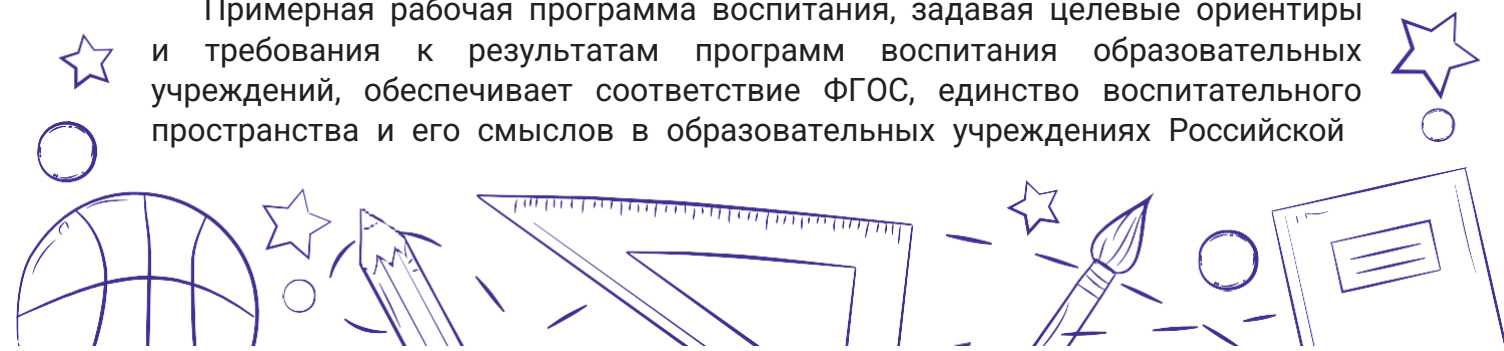 Примерная рабочая программа воспитания, задавая целевые ориентиры
и требования к результатам программ воспитания образовательных
учреждений, обеспечивает соответствие ФГОС, единство воспитательного
пространства и его смыслов в образовательных учреждениях Российской